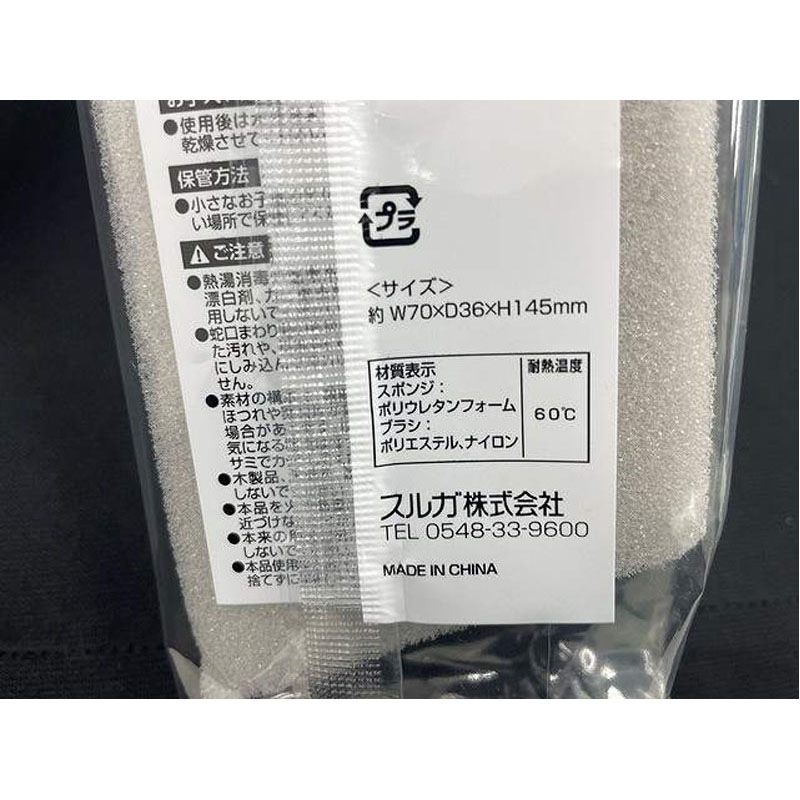 ●使用後は
乾燥させて
保管方法
●小さなお子
い場所で保
ご注意
●熱湯消毒
漂白剤、
用しないで
●蛇口まわり
た汚れや、
にしみ込ん
せん。
●素材の構
ほつれや
場合があ
気になる
サミでカ
●木製品、
しないで
●本品を火
近づけな
●本来の用
しないで
●本品使用
捨てずに
プラ
<サイズ>
約 W70×D36×H145mm
材質表示
スポンジ：
ポリウレタンフォーム
ブラシ：
ポリエステル、ナイロン
耐熱温度
60℃
スルガ株式会社
TEL 0548-33-9600
MADE IN CHINA